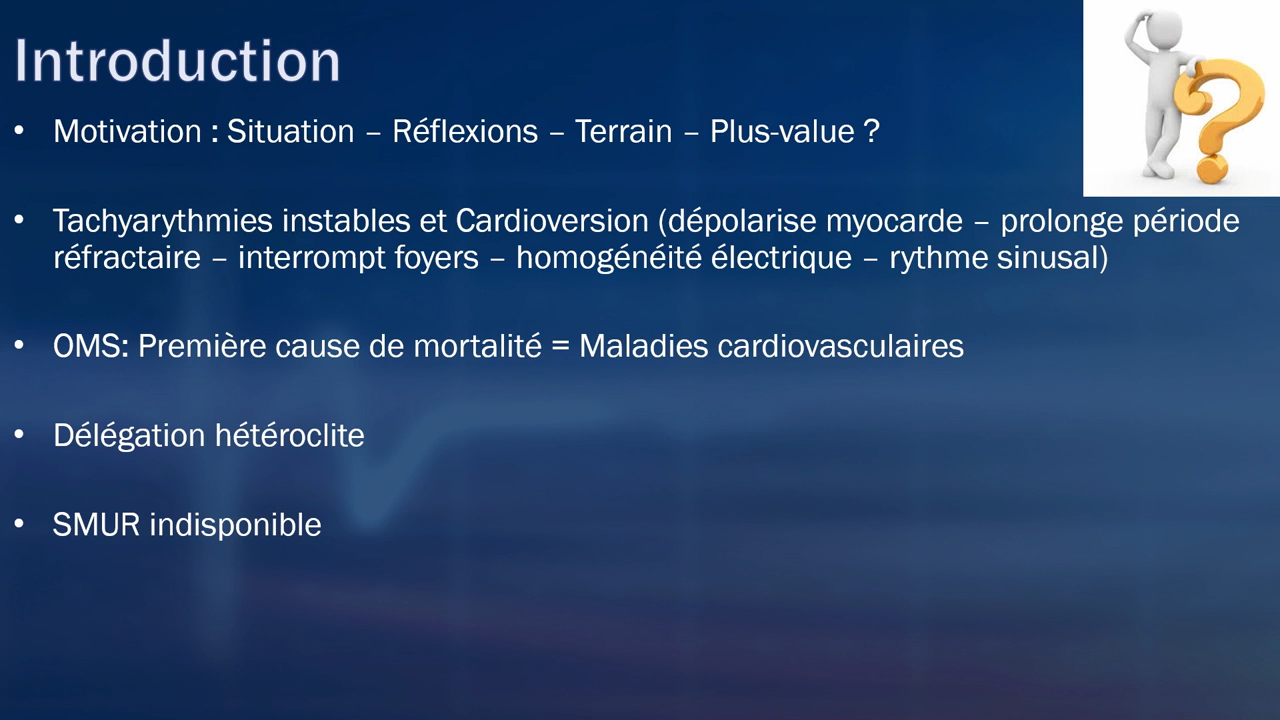 Introduction
• Motivation : Situation – Réflexions – Terrain – Plus-value ?
• Tachyarythmies instables et Cardioversion (dépolarise myocarde – prolonge période
réfractaire – interrompt foyers – homogénéité électrique – rythme sinusal)
• OMS: Première cause de mortalité = Maladies cardiovasculaires
• Délégation hétéroclite
• SMUR indisponible